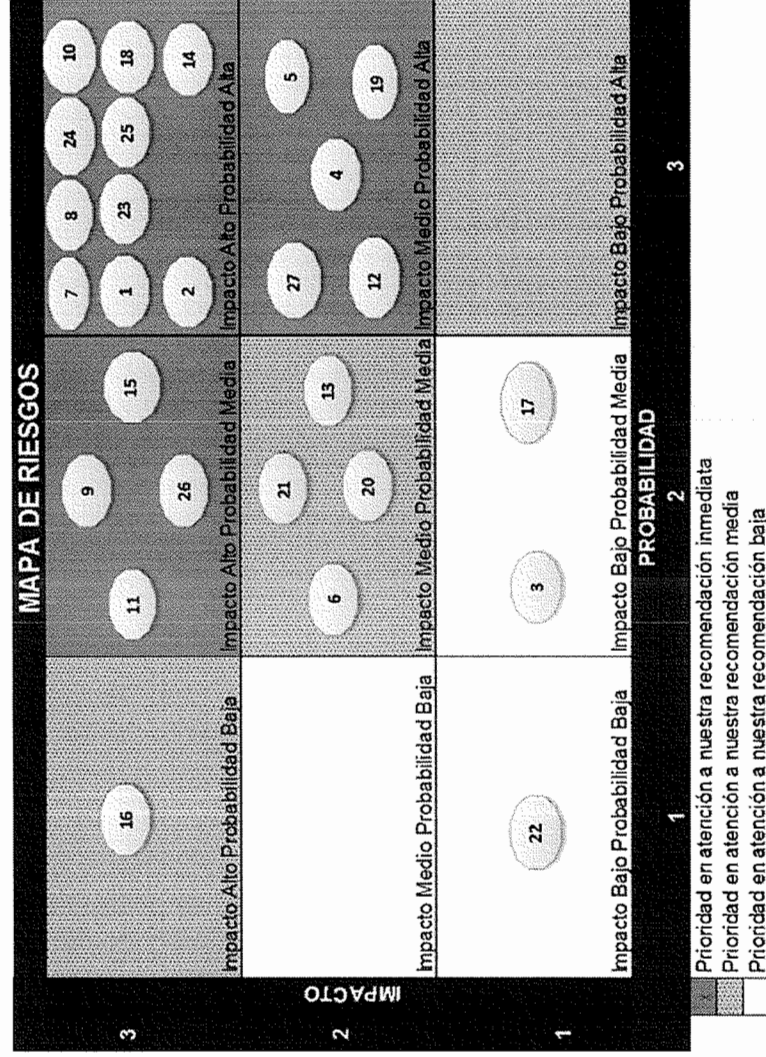 MAPA DE RIESGOS
IMPACTO
3
16
Impacto Alto Probabilidad Baja
11
9
26
15
Impacto Alto Probabilidad Media
7
8
24
10
1
23
25
18
2
14
Impacto Alto Probabilidad Alta
2
Impacto Medio Probabilidad Baja
6
21
20
13
Impacto Medio Probabilidad Media
27
5
4
12
19
Impacto Medio Probabilidad Alta
1
22
Impacto Bajo Probabilidad Baja
3
17
Impacto Bajo Probabilidad Media
Impacto Bajo Probabilidad Alta
PROBABILIDAD
1
2
3
Prioridad en atención a nuestra recomendación inmediata
Prioridad en atención a nuestra recomendación media
Prioridad en atención a nuestra recomendación baja